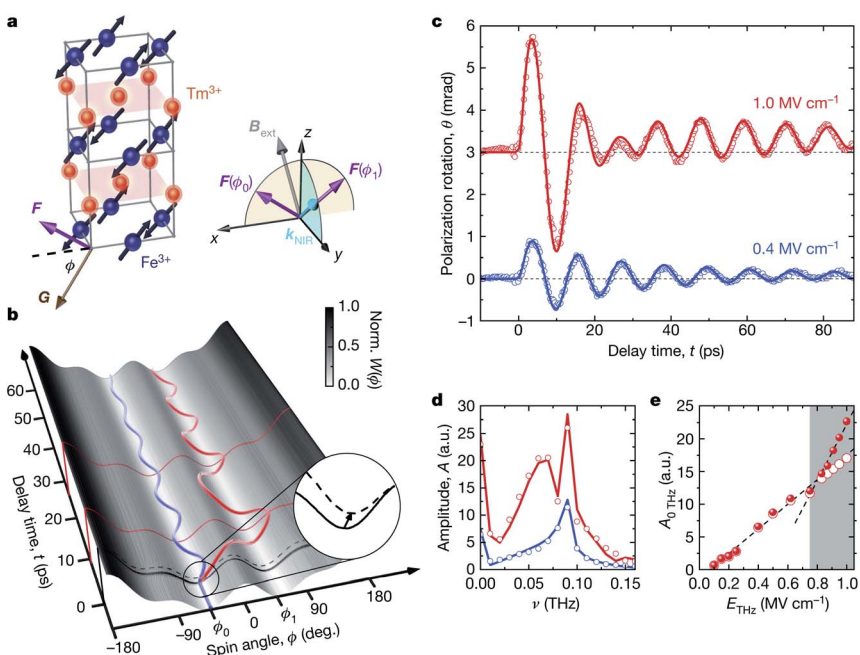 a
Tm³⁺
F
ϕ
Fe³⁺
G
B_ext
z
F(ϕ₀)
F(ϕ₁)
x
k_NIR
y
b
1.0
0.5
0.0
Norm. W(ϕ)
60
50
40
30
20
10
0
Delay time, t (ps)
−180
−90
ϕ₀
0
ϕ₁
90
180
Spin angle, ϕ (deg.)
c
6
5
4
3
2
1
0
−1
Polarization rotation, θ (mrad)
1.0 MV cm⁻¹
0.4 MV cm⁻¹
0
20
40
60
80
Delay time, t (ps)
d
30
25
20
15
10
5
0
Amplitude, A (a.u.)
0.00
0.05
0.10
0.15
ν (THz)
e
25
20
15
10
5
0
A_0 THz (a.u.)
0.0
0.2
0.4
0.6
0.8
1.0
E_THz (MV cm⁻¹)